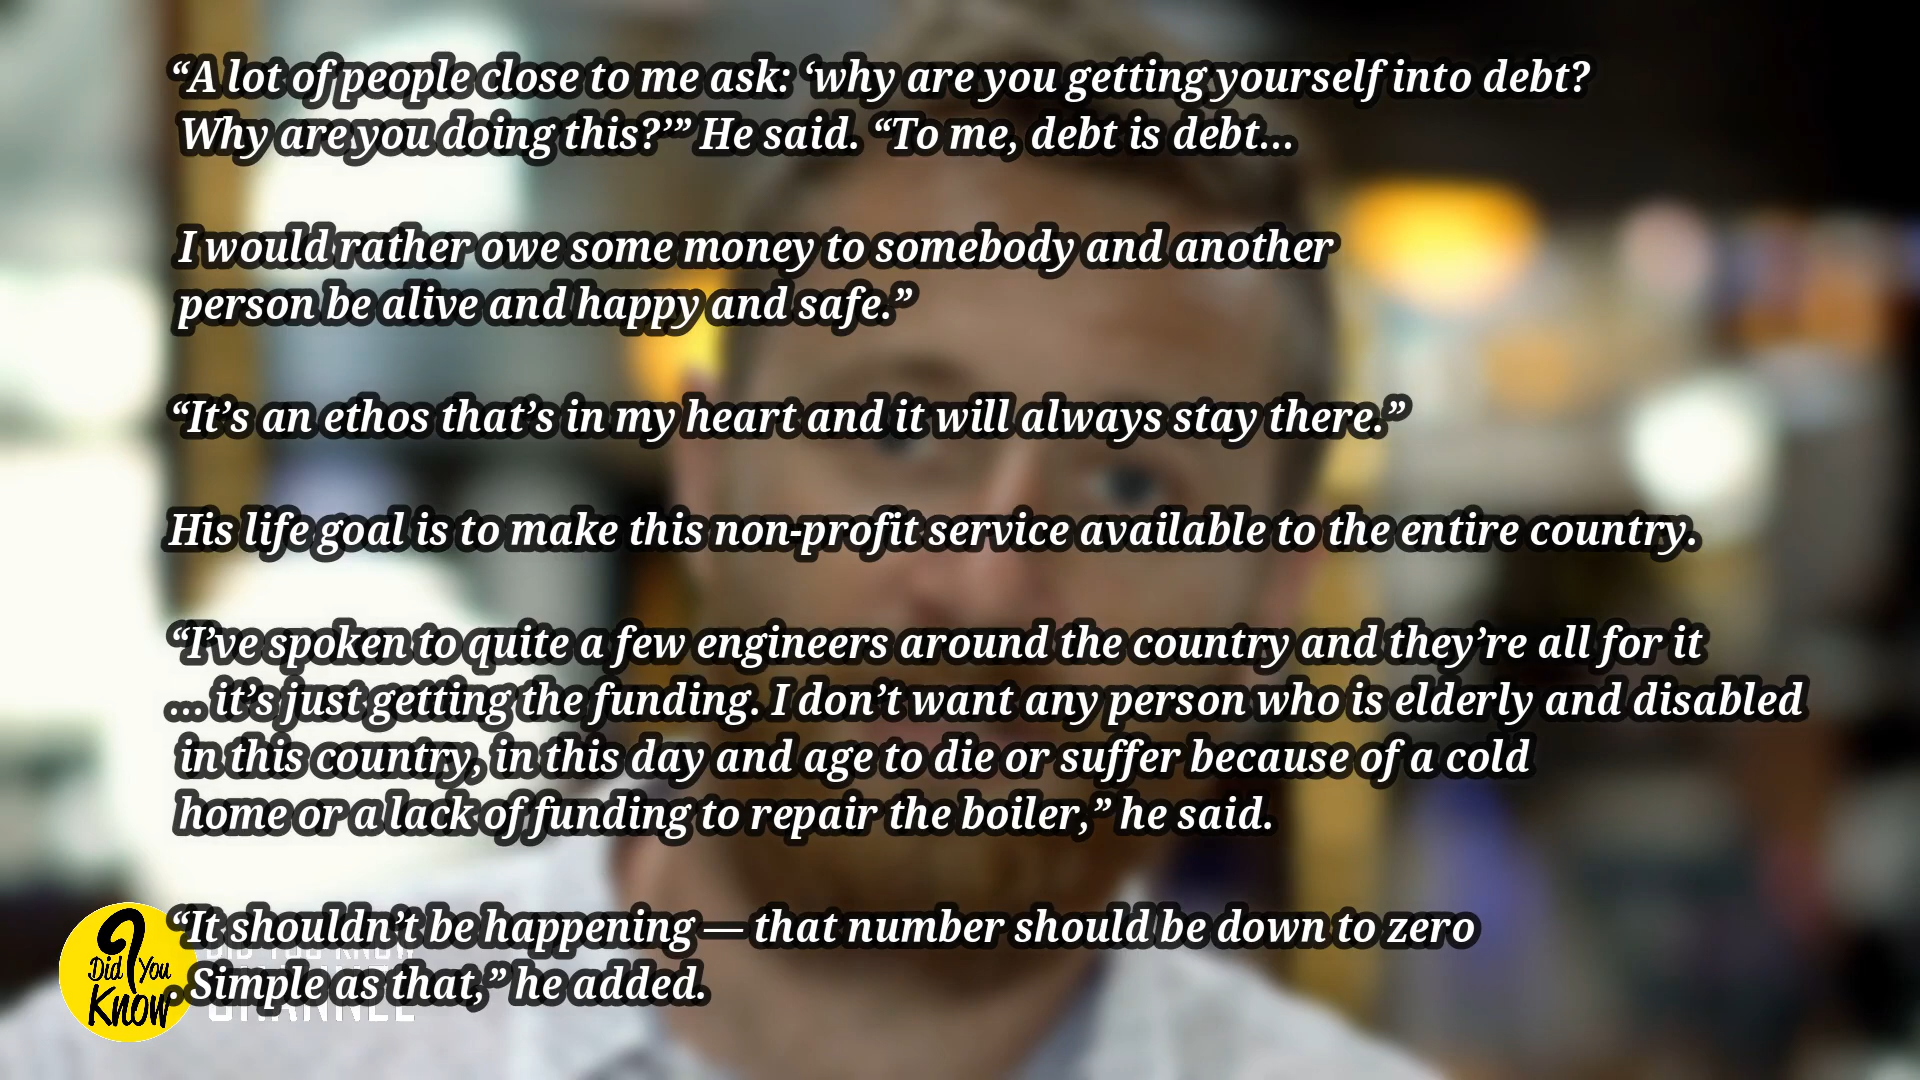 “A lot of people close to me ask: ‘why are you getting yourself into debt?
Why are you doing this?’” He said. “To me, debt is debt...
I would rather owe some money to somebody and another
person be alive and happy and safe.”
“It’s an ethos that’s in my heart and it will always stay there.”
His life goal is to make this non-profit service available to the entire country.
“I’ve spoken to quite a few engineers around the country and they’re all for it
... it’s just getting the funding. I don’t want any person who is elderly and disabled
in this country, in this day and age to die or suffer because of a cold
home or a lack of funding to repair the boiler,” he said.
“It shouldn’t be happening — that number should be down to zero
. Simple as that,” he added.
Did You
Know
DID YOU KNOW
CHANNEL